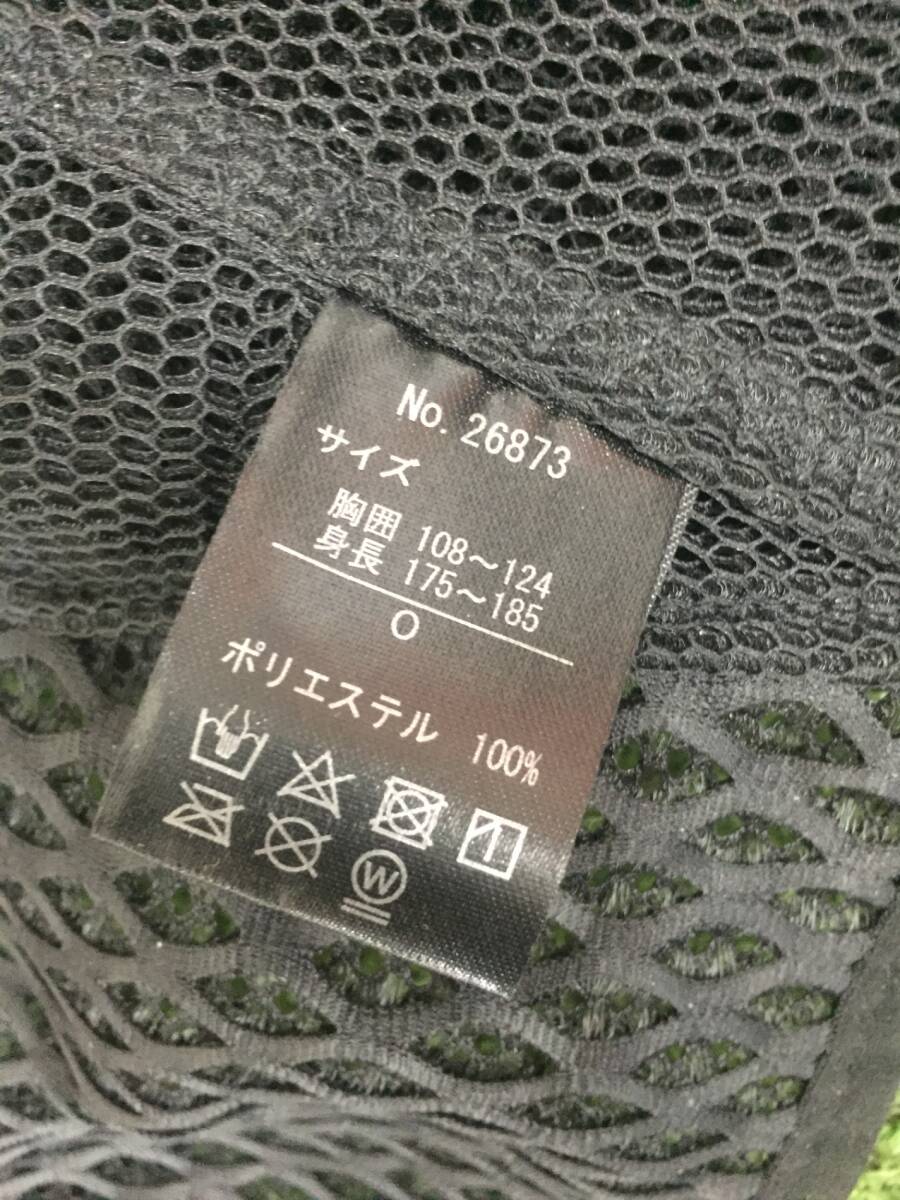 No. 26873
サイズ
胸囲 108～124
身長 175～185
O
ポリエステル 100%
W